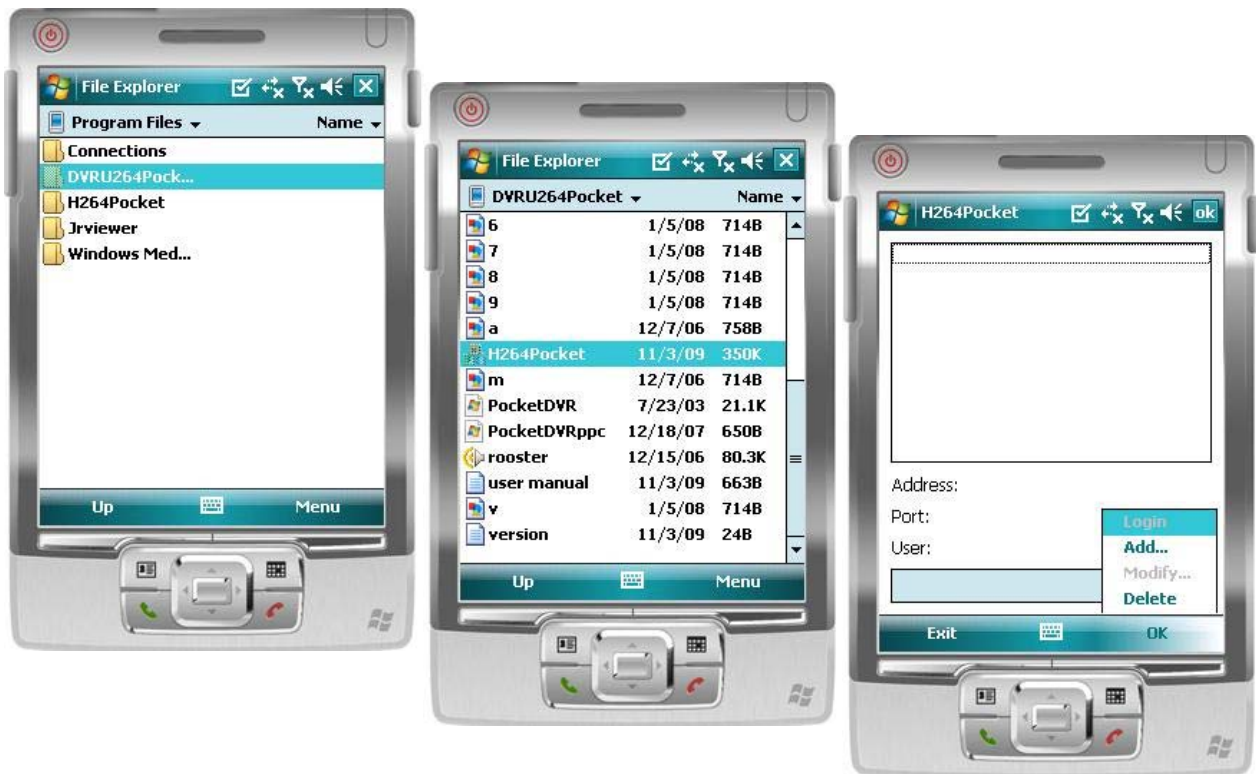 File Explorer
Program Files Name
Connections
DVRU264Pock...
H264Pocket
Jrviewer
Windows Med...
Up Menu
File Explorer
DVRU264Pocket Name
6 1/5/08 714B
7 1/5/08 714B
8 1/5/08 714B
9 1/5/08 714B
a 12/7/06 758B
H264Pocket 11/3/09 350K
m 12/7/06 714B
PocketDVR 7/23/03 21.1K
PocketDVRppc 12/18/07 650B
rooster 12/15/06 80.3K
user manual 11/3/09 663B
v 1/5/08 714B
version 11/3/09 24B
Up Menu
H264Pocket ok
Address:
Port:
User:
Login
Add...
Modify...
Delete
Exit OK